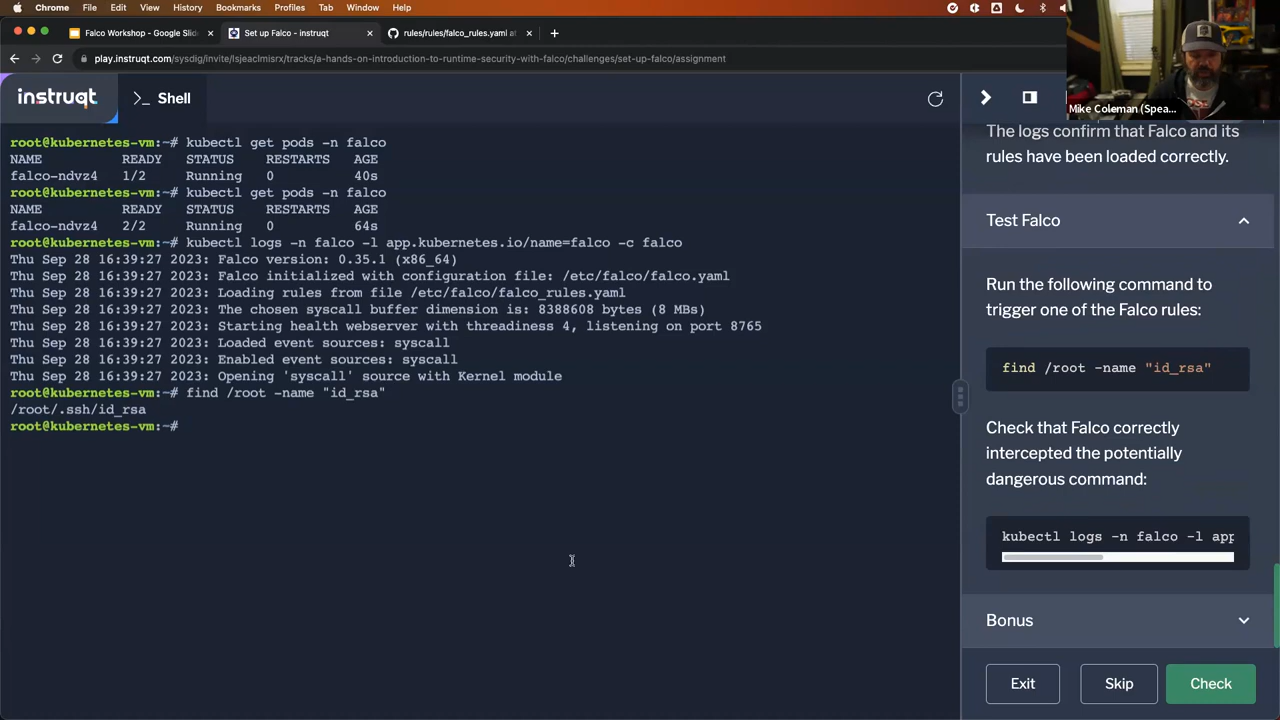 Chrome File Edit View History Bookmarks Profiles Tab Window Help
Falco Workshop - Google Slide
Set up Falco - instruqt
rules/rules/falco_rules.yaml at
play.instruqt.com/sysdig/invite/lsjeaclmisrx/tracks/a-hands-on-introduction-to-runtime-security-with-falco/challenges/set-up-falco/assignment
instruqt
>_ Shell
root@kubernetes-vm:~# kubectl get pods -n falco
NAME READY STATUS RESTARTS AGE
falco-ndvz4 1/2 Running 0 40s
root@kubernetes-vm:~# kubectl get pods -n falco
NAME READY STATUS RESTARTS AGE
falco-ndvz4 2/2 Running 0 64s
root@kubernetes-vm:~# kubectl logs -n falco -l app.kubernetes.io/name=falco -c falco
Thu Sep 28 16:39:27 2023: Falco version: 0.35.1 (x86_64)
Thu Sep 28 16:39:27 2023: Falco initialized with configuration file: /etc/falco/falco.yaml
Thu Sep 28 16:39:27 2023: Loading rules from file /etc/falco/falco_rules.yaml
Thu Sep 28 16:39:27 2023: The chosen syscall buffer dimension is: 8388608 bytes (8 MBs)
Thu Sep 28 16:39:27 2023: Starting health webserver with threadiness 4, listening on port 8765
Thu Sep 28 16:39:27 2023: Loaded event sources: syscall
Thu Sep 28 16:39:27 2023: Enabled event sources: syscall
Thu Sep 28 16:39:27 2023: Opening 'syscall' source with Kernel module
root@kubernetes-vm:~# find /root -name "id_rsa"
/root/.ssh/id_rsa
root@kubernetes-vm:~#
Mike Coleman (Spea...
The logs confirm that Falco and its
rules have been loaded correctly.
Test Falco
Run the following command to
trigger one of the Falco rules:
find /root -name "id_rsa"
Check that Falco correctly
intercepted the potentially
dangerous command:
kubectl logs -n falco -l app
Bonus
Exit
Skip
Check